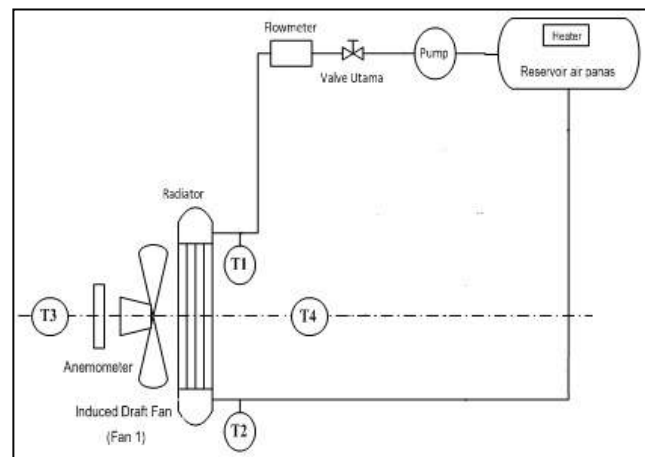 Flowmeter
Heater
Pump
Reservoir air panas
Valve Utama
Radiator
T1
T3
T4
Anemometer
Induced Draft Fan
(Fan 1)
T2